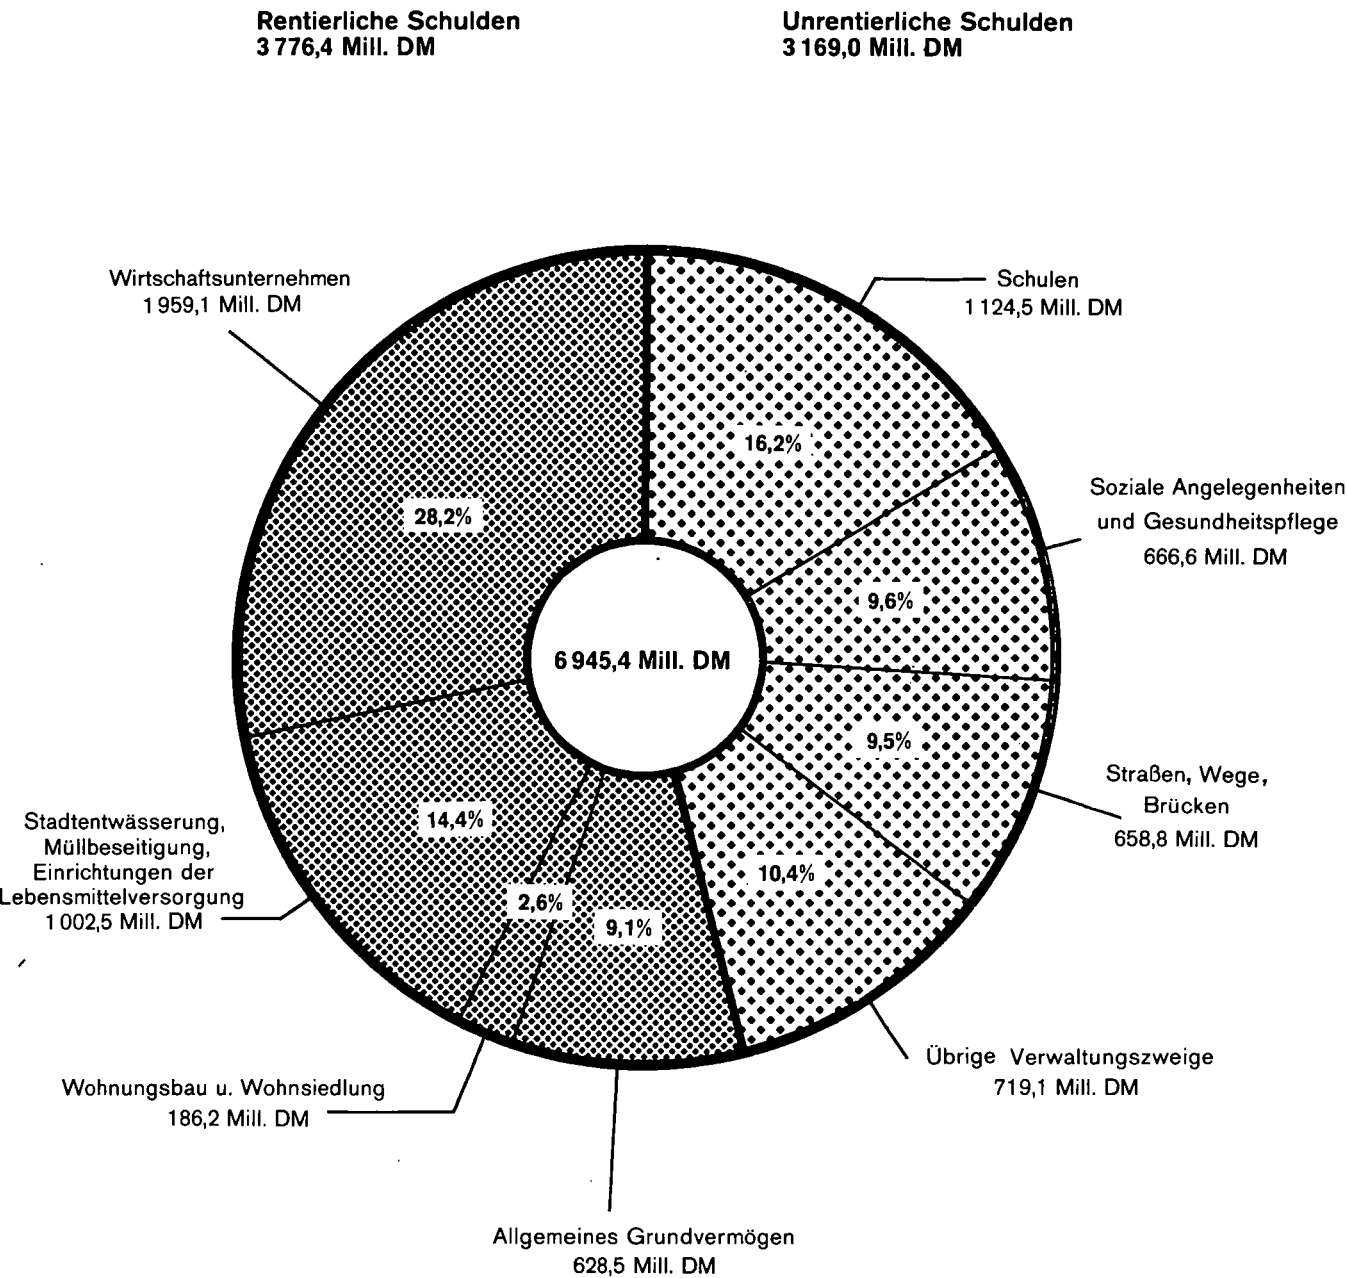 Rentierliche Schulden
3 776,4 Mill. DM
Unrentierliche Schulden
3 169,0 Mill. DM
Wirtschaftsunternehmen
1 959,1 Mill. DM
Schulen
1 124,5 Mill. DM
16,2%
28,2%
Soziale Angelegenheiten
und Gesundheitspflege
666,6 Mill. DM
9,6%
6 945,4 Mill. DM
9,5%
Straßen, Wege,
Brücken
658,8 Mill. DM
14,4%
Stadtentwässerung,
Müllbeseitigung,
Einrichtungen der
Lebensmittelversorgung
1 002,5 Mill. DM
10,4%
2,6%
9,1%
Übrige Verwaltungszweige
719,1 Mill. DM
Wohnungsbau u. Wohnsiedlung
186,2 Mill. DM
Allgemeines Grundvermögen
628,5 Mill. DM